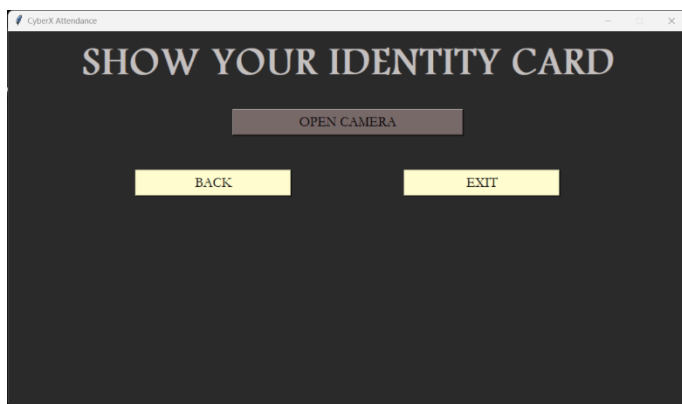 CyberX Attendance
SHOW YOUR IDENTITY CARD
OPEN CAMERA
BACK
EXIT